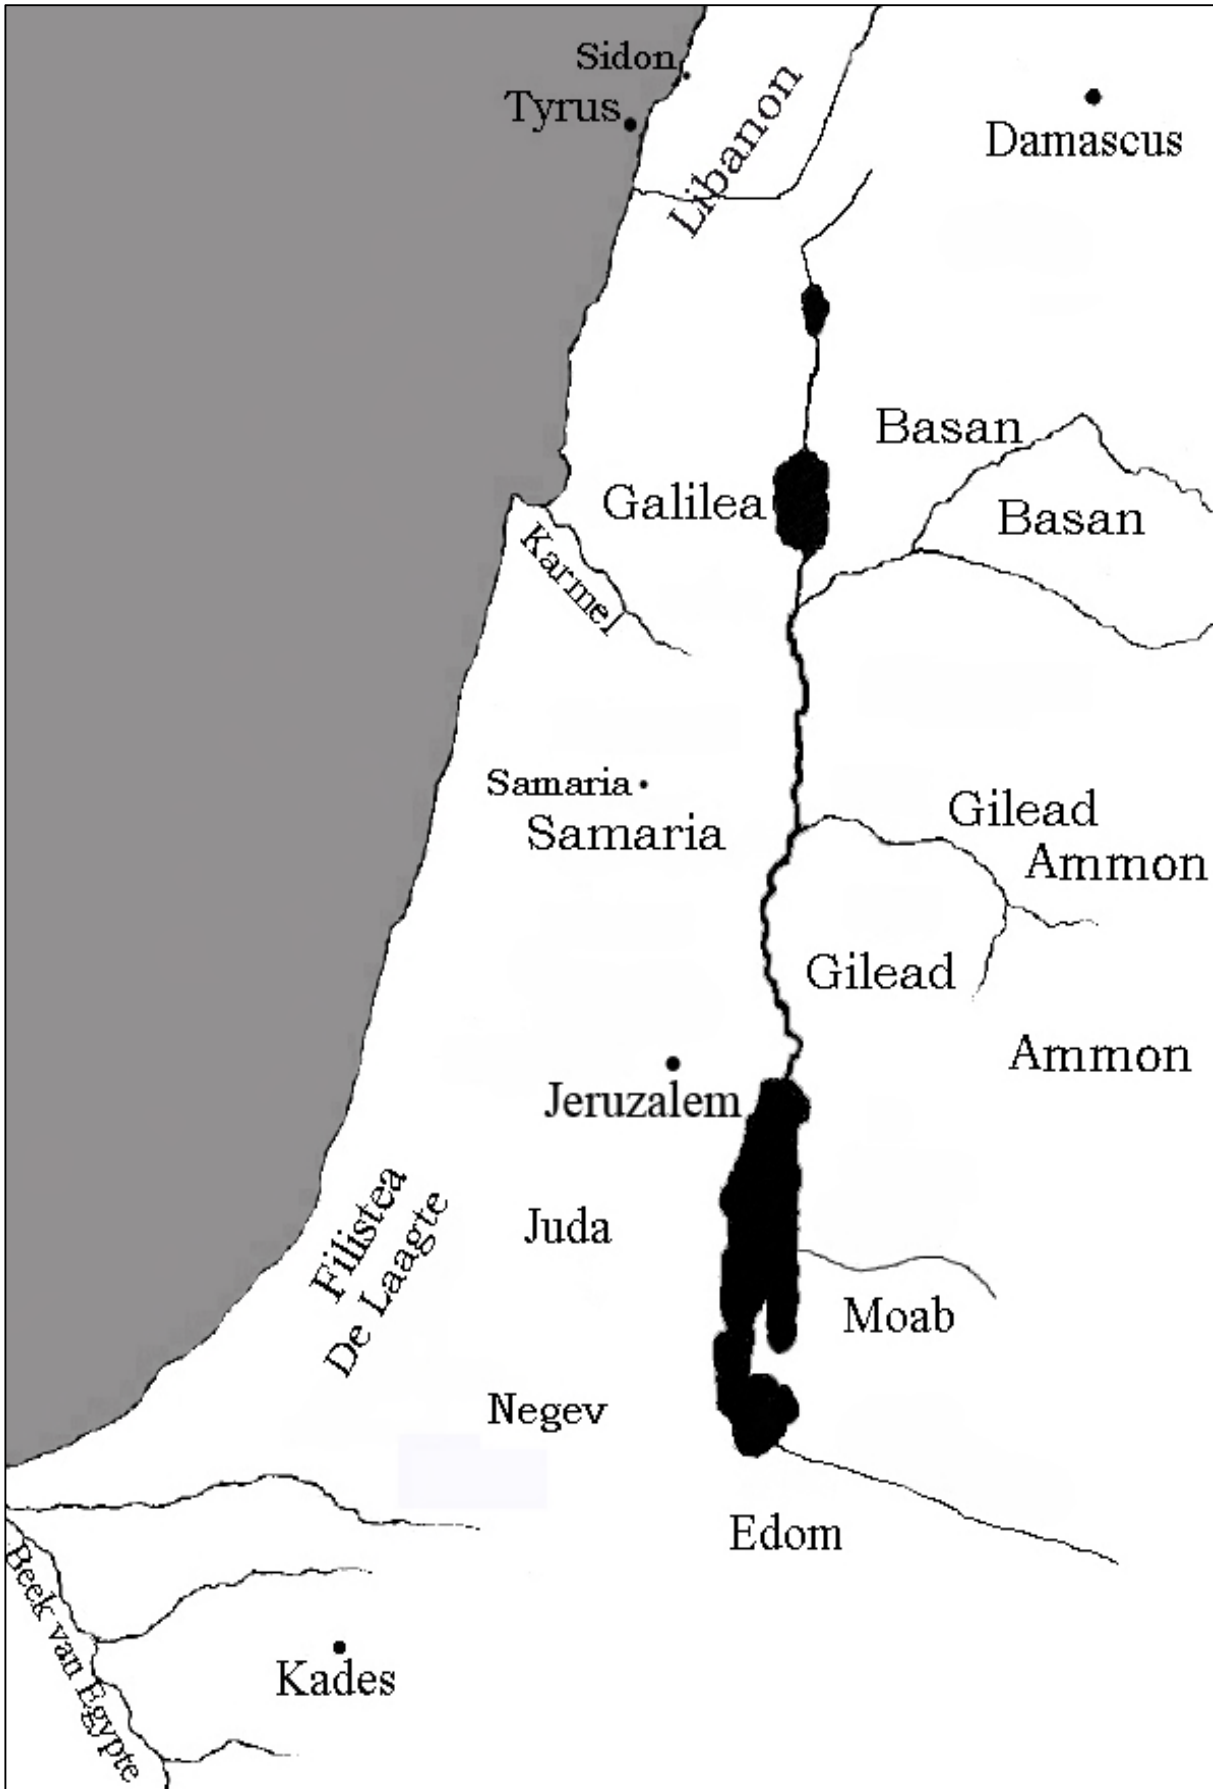 Sidon
Tyrus
Libanon
Damascus
Basan
Galilea
Basan
Karmel
Samaria
Samaria
Gilead
Ammon
Gilead
Ammon
Jeruzalem
Filistea
De Laagte
Juda
Moab
Negev
Edom
Beek van Egypte
Kades